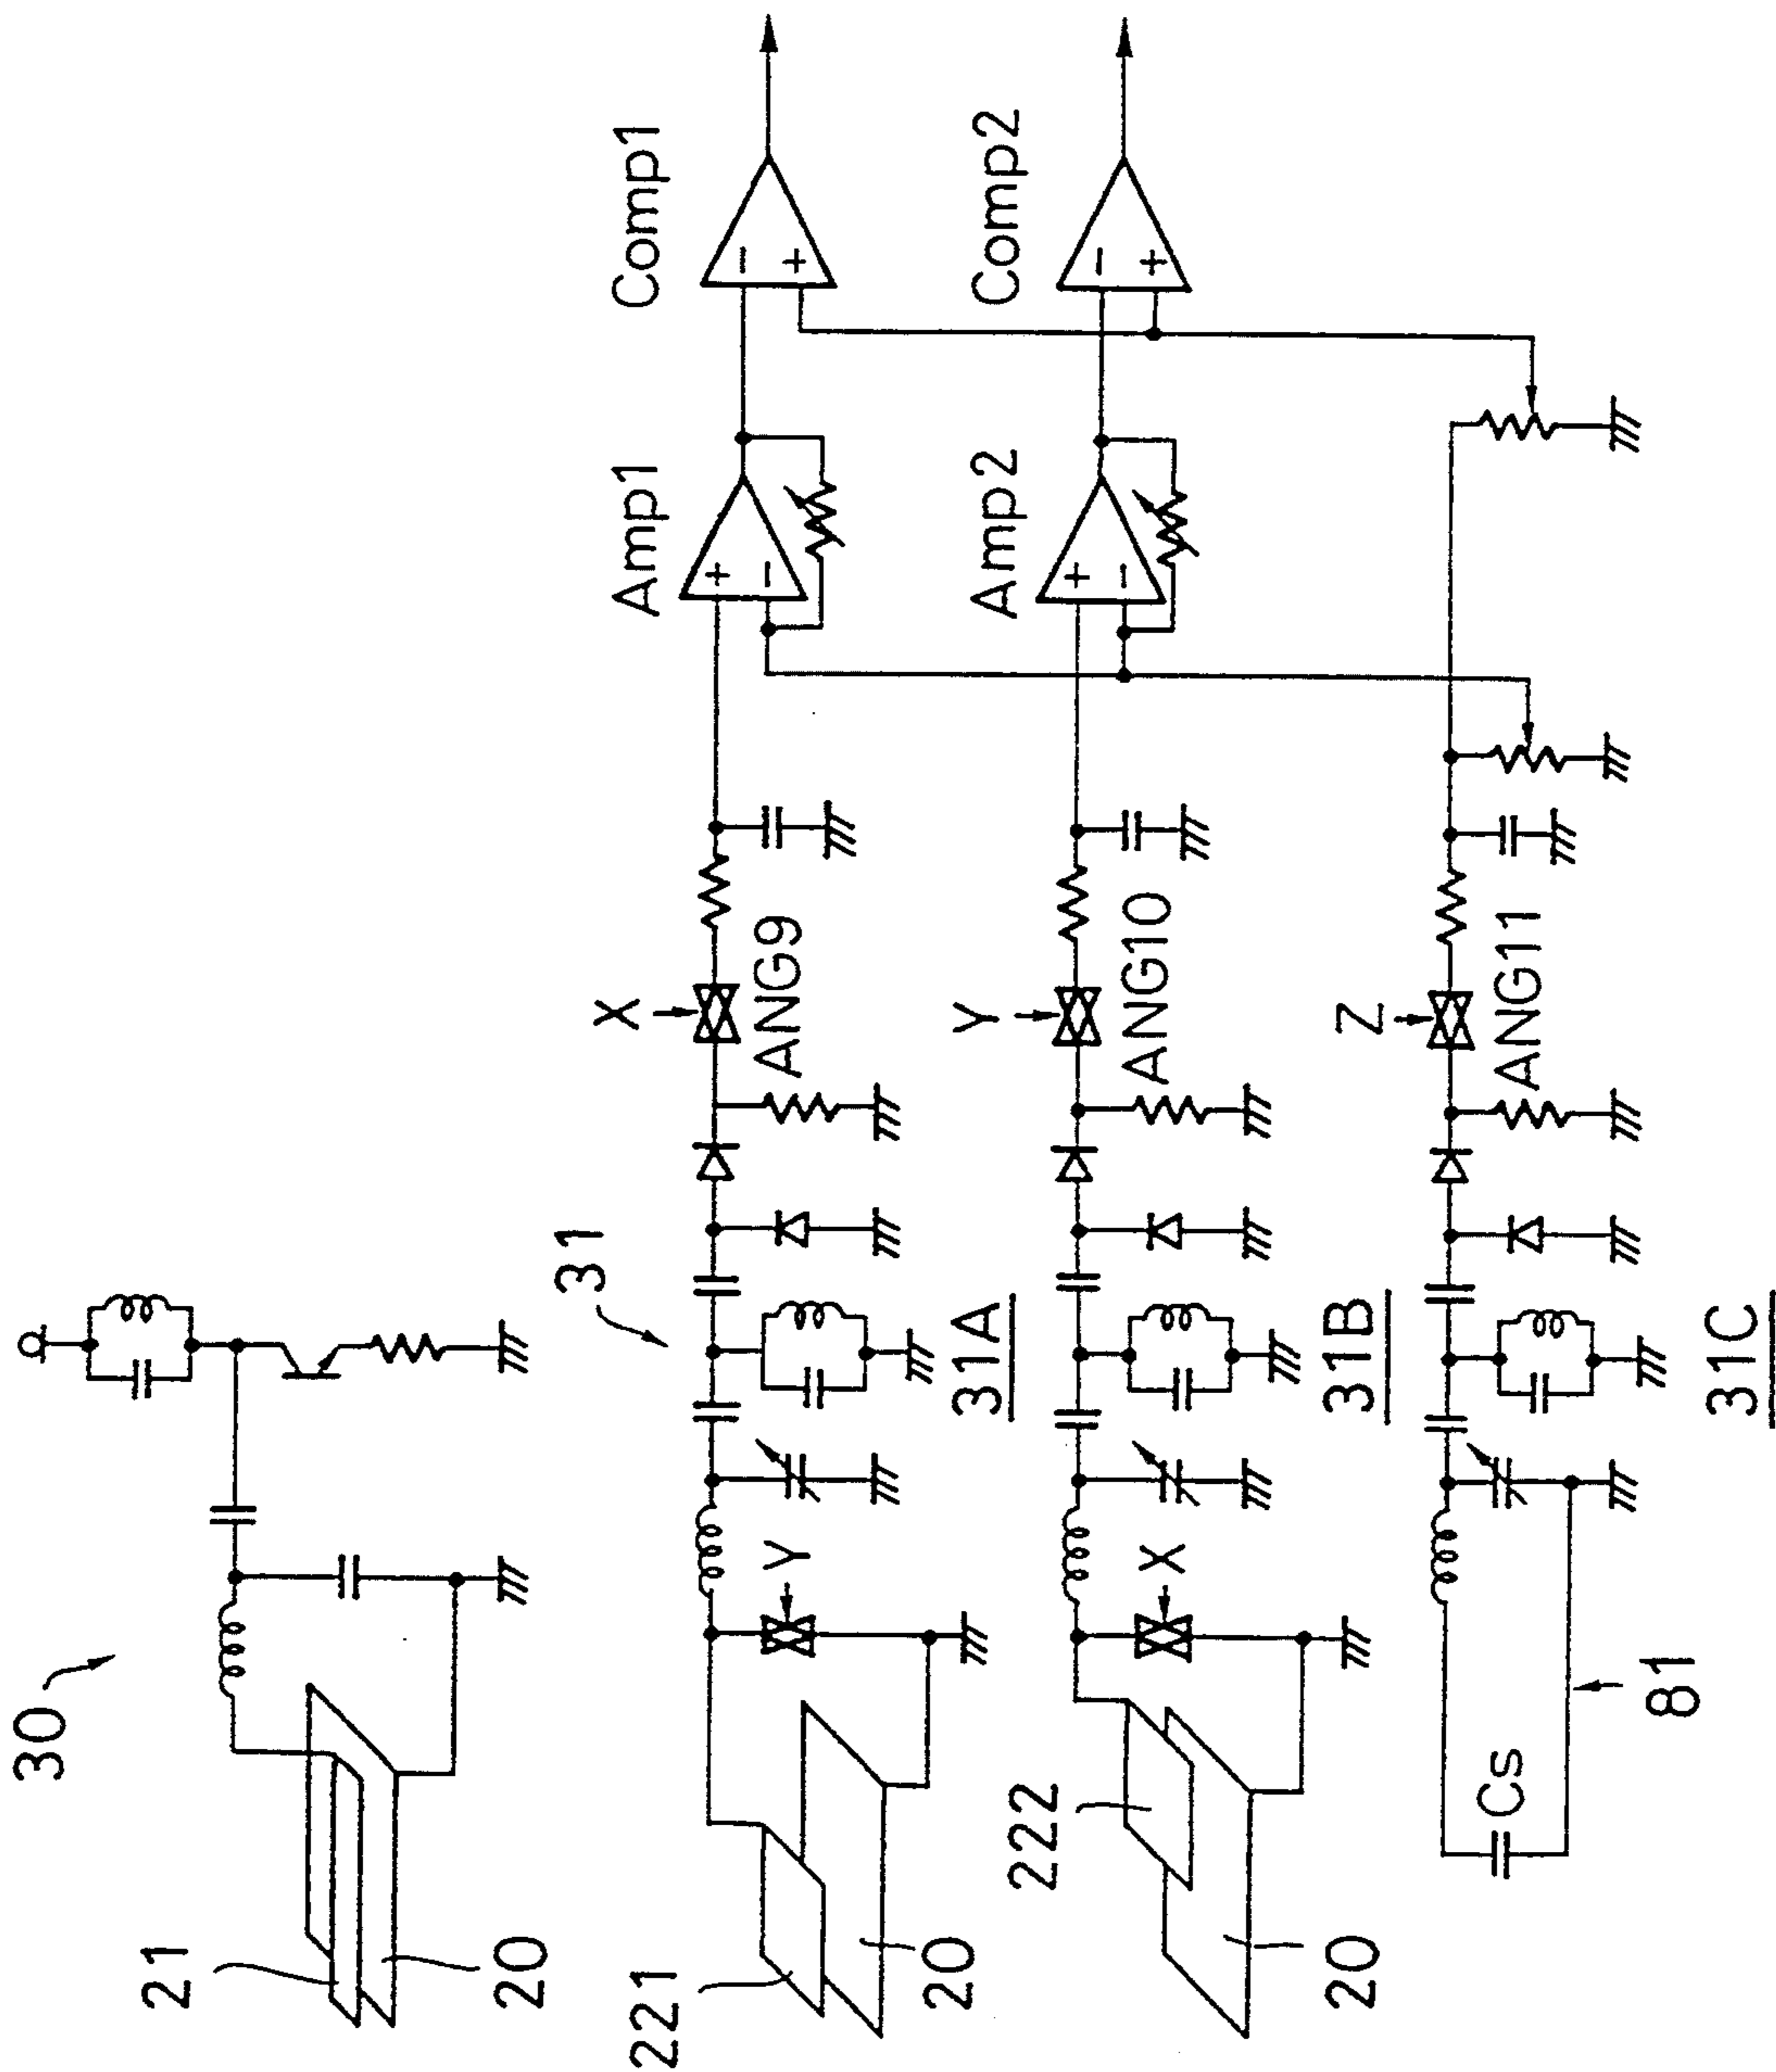 30
21
20
31
221
20
Y
31A
X
ANG9
Amp1
+
−
Comp1
−
+
222
20
X
31B
Y
ANG10
Amp2
+
−
Comp2
−
+
Cs
81
31C
Z
ANG11